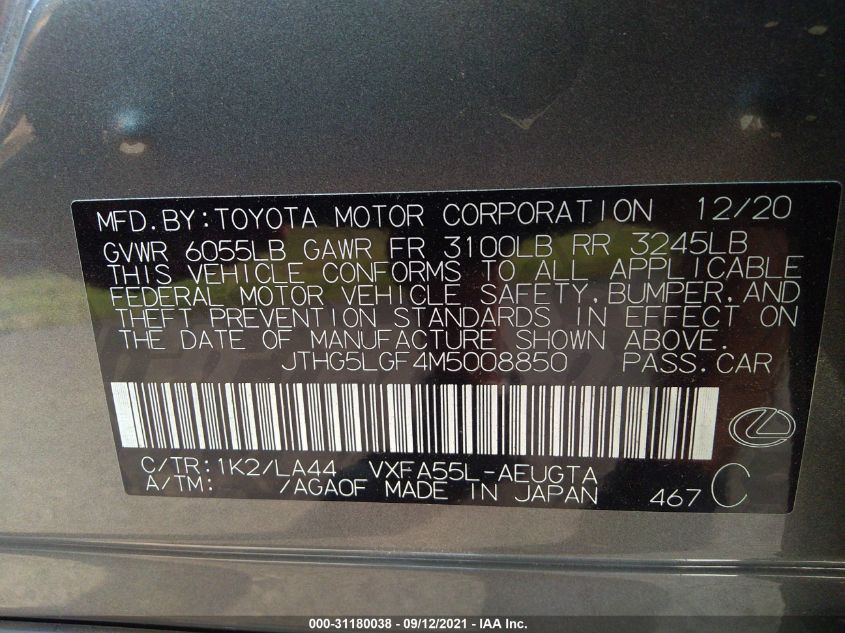 MFD.BY:TOYOTA MOTOR CORPORATION 12/20
GVWR 6055LB GAWR FR 3100LB RR 3245LB
THIS VEHICLE CONFORMS TO ALL APPLICABLE
FEDERAL MOTOR VEHICLE SAFETY,BUMPER,AND
THEFT PREVENTION STANDARDS IN EFFECT ON
THE DATE OF MANUFACTURE SHOWN ABOVE.
JTHG5LGF4M5008850 PASS.CAR
C/TR:1K2/LA44 VXFA55L-AEUGTA
A/TM: /AGA0F MADE IN JAPAN 467 C
000-31180038 - 09/12/2021 - IAA Inc.